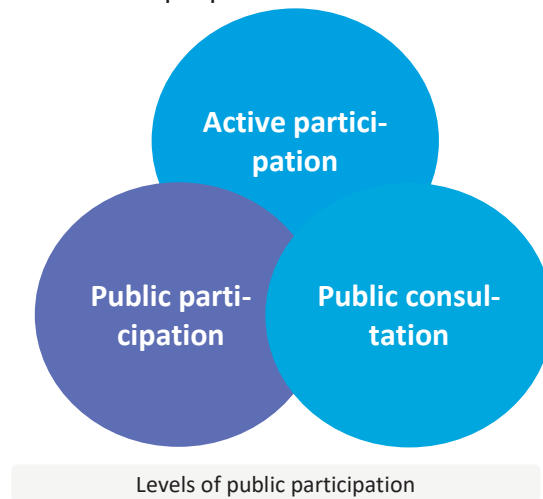 Active partici-
pation
Public parti-
cipation
Public consul-
tation
Levels of public participation